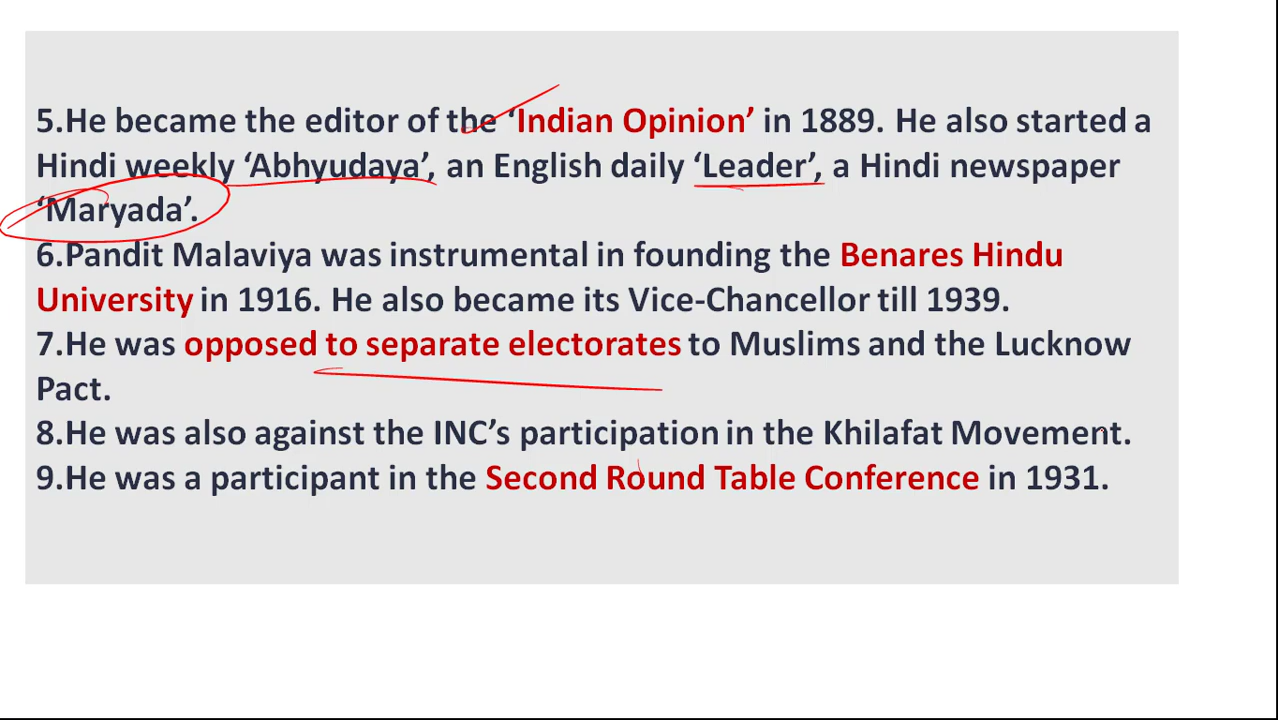 5.He became the editor of the ‘Indian Opinion’ in 1889. He also started a
Hindi weekly ‘Abhyudaya’, an English daily ‘Leader’, a Hindi newspaper
‘Maryada’.
6.Pandit Malaviya was instrumental in founding the Benares Hindu
University in 1916. He also became its Vice-Chancellor till 1939.
7.He was opposed to separate electorates to Muslims and the Lucknow
Pact.
8.He was also against the INC’s participation in the Khilafat Movement.
9.He was a participant in the Second Round Table Conference in 1931.